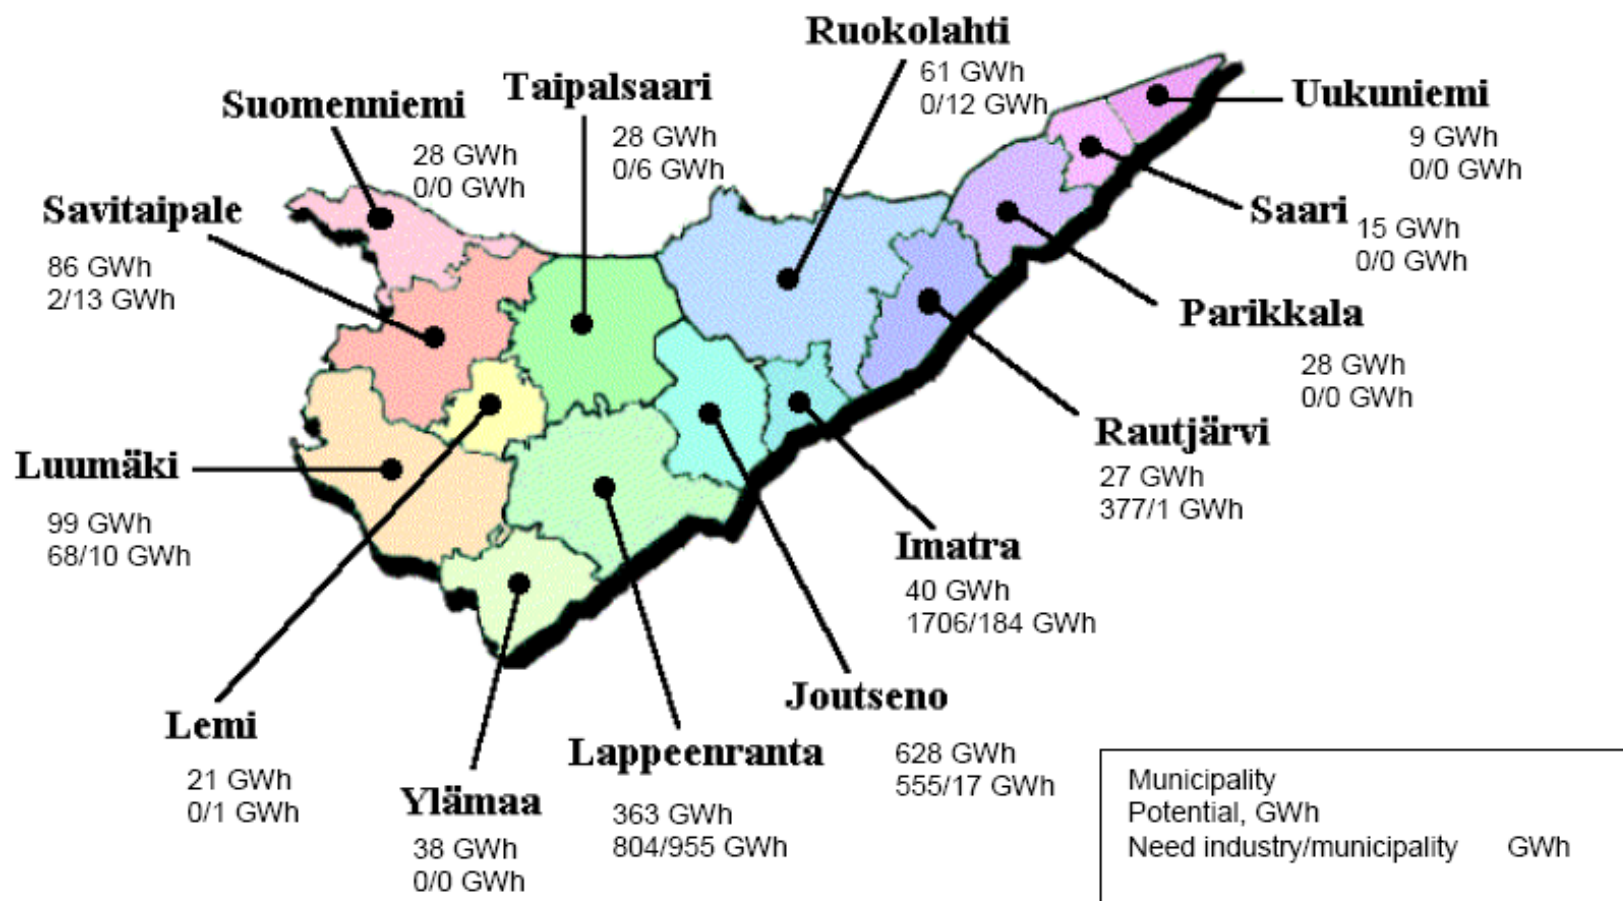 Ruokolahti
61 GWh
0/12 GWh
Taipalsaari
28 GWh
0/6 GWh
Suomenniemi
28 GWh
0/0 GWh
Uukuniemi
9 GWh
0/0 GWh
Savitaipale
86 GWh
2/13 GWh
Saari
15 GWh
0/0 GWh
Parikkala
28 GWh
0/0 GWh
Rautjärvi
27 GWh
377/1 GWh
Luumäki
99 GWh
68/10 GWh
Imatra
40 GWh
1706/184 GWh
Joutseno
628 GWh
555/17 GWh
Lemi
21 GWh
0/1 GWh
Lappeenranta
363 GWh
804/955 GWh
Ylämaa
38 GWh
0/0 GWh
Municipality
Potential, GWh
Need industry/municipality GWh